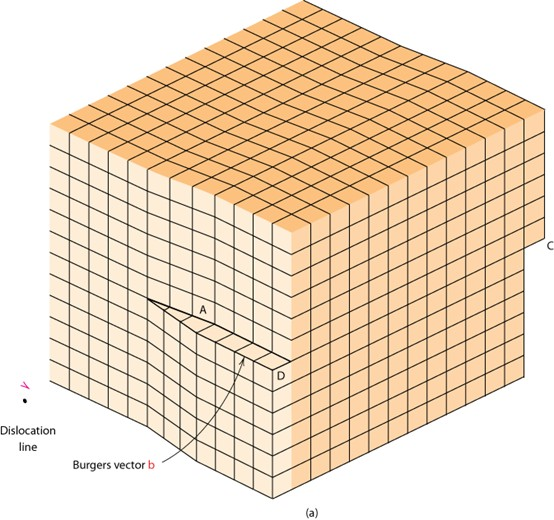 A
C
D
Dislocation
line
Burgers vector b
(a)